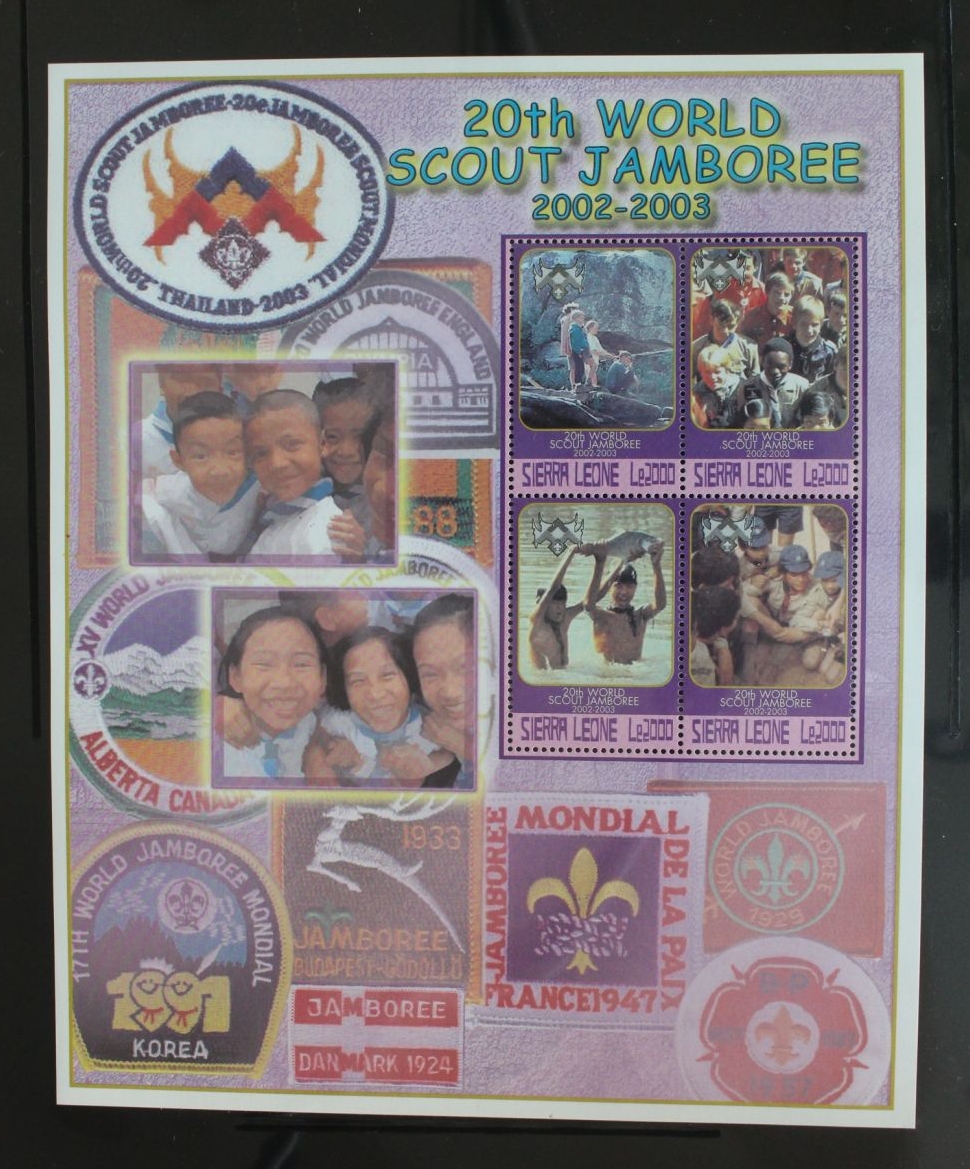 20th WORLD SCOUT JAMBOREE-20e JAMBOREE SCOUT MONDIAL
THAILAND-2003
20th WORLD
SCOUT JAMBOREE
2002-2003
WORLD JAMBOREE ENGLAND
20th WORLD
SCOUT JAMBOREE
2002-2003
SIERRA LEONE Le2000
20th WORLD
SCOUT JAMBOREE
2002-2003
SIERRA LEONE Le2000
88
20th WORLD
SCOUT JAMBOREE
2002-2003
SIERRA LEONE Le2000
20th WORLD
SCOUT JAMBOREE
2002-2003
SIERRA LEONE Le2000
JAMBOREE
XV WORLD JAMBOREE
ALBERTA CANADA
17TH WORLD JAMBOREE MONDIAL
1991
KOREA
1933
JAMBOREE
BUDAPEST-GÖDÖLLŐ
JAMBOREE
DANMARK 1924
JAMBOREE MONDIAL DE LA PAIX
FRANCE 1947
WORLD JAMBOREE
1929
B-P